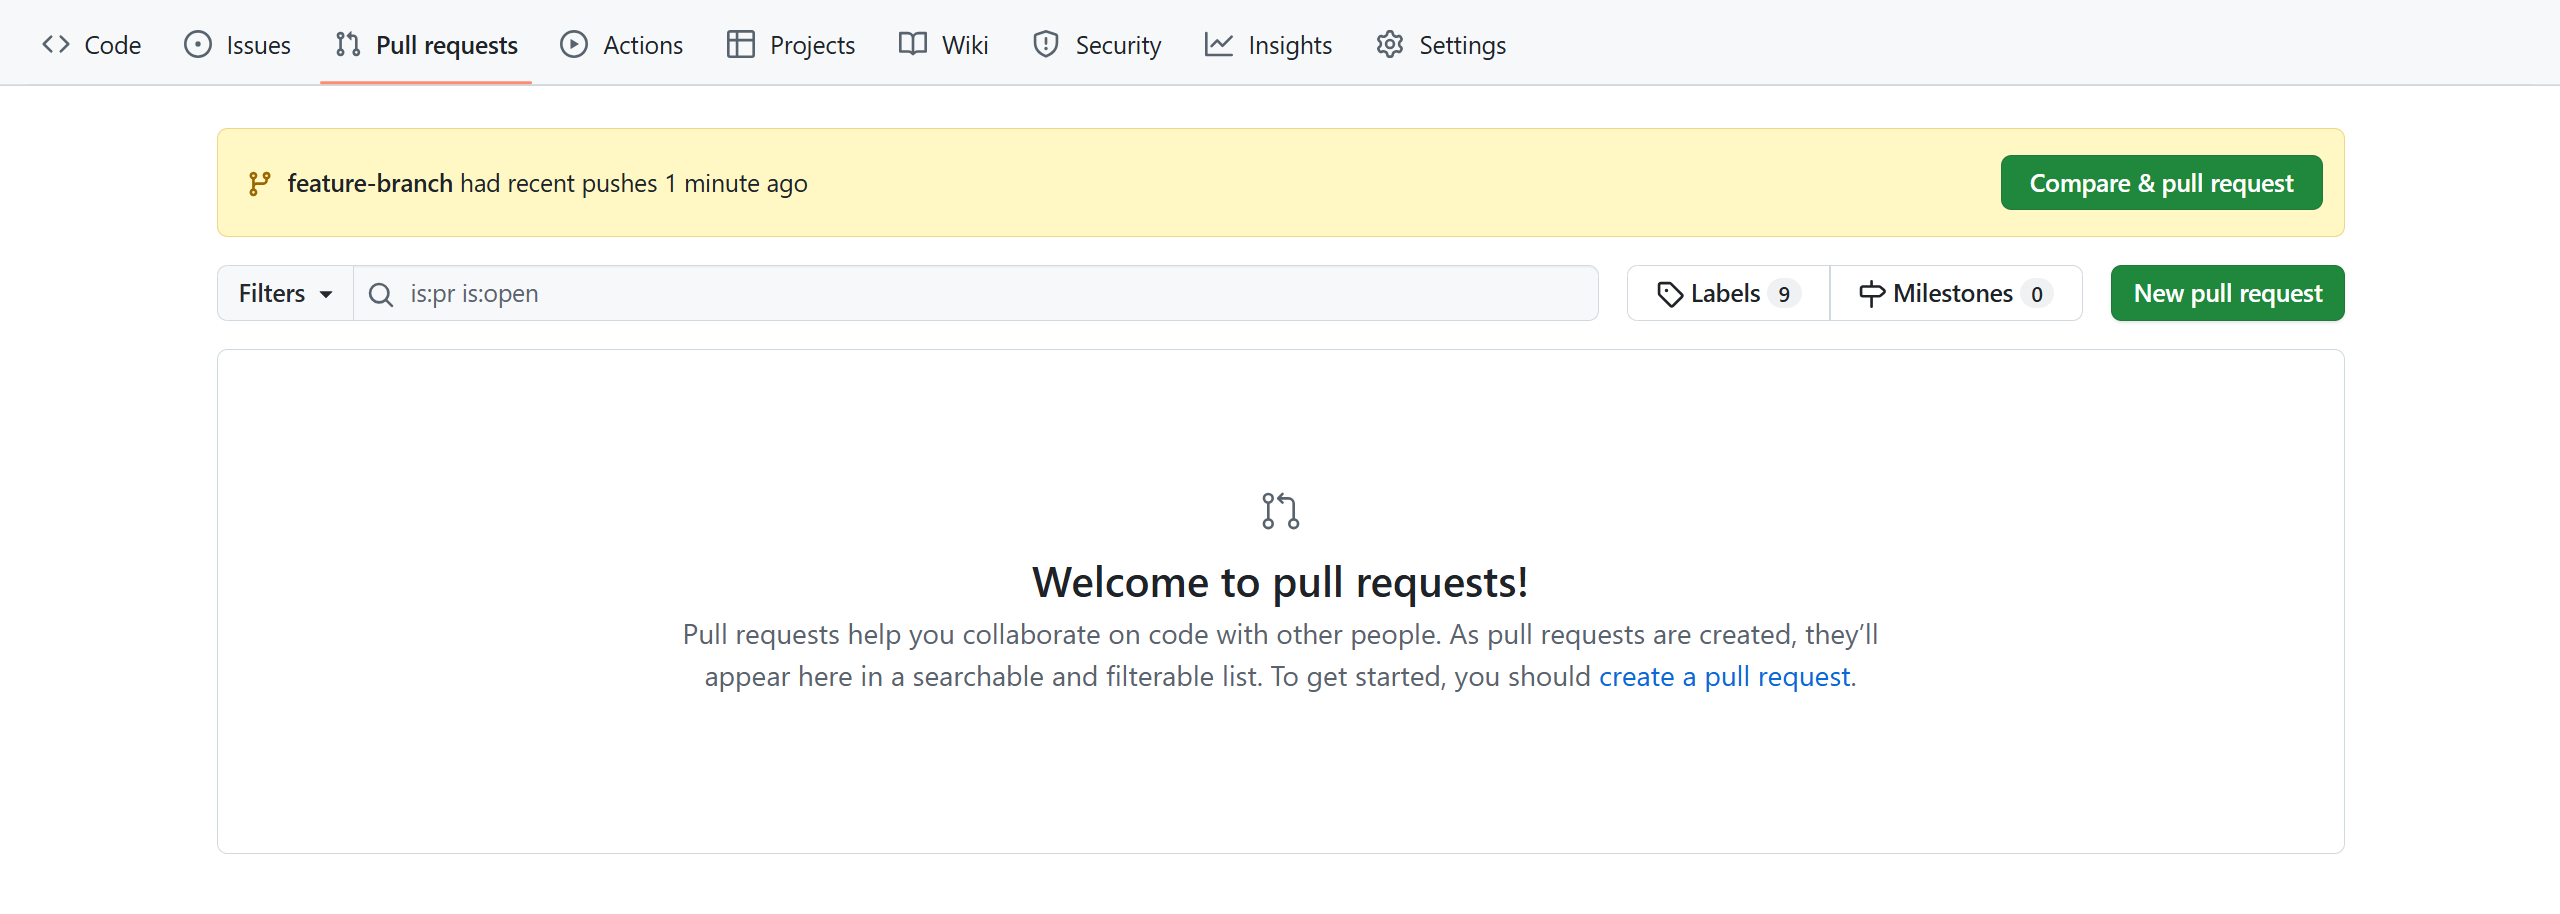 Code Issues Pull requests Actions Projects Wiki Security Insights Settings
feature-branch had recent pushes 1 minute ago Compare & pull request
Filters is:pr is:open Labels 9 Milestones 0 New pull request
Welcome to pull requests!
Pull requests help you collaborate on code with other people. As pull requests are created, they’ll
appear here in a searchable and filterable list. To get started, you should create a pull request.